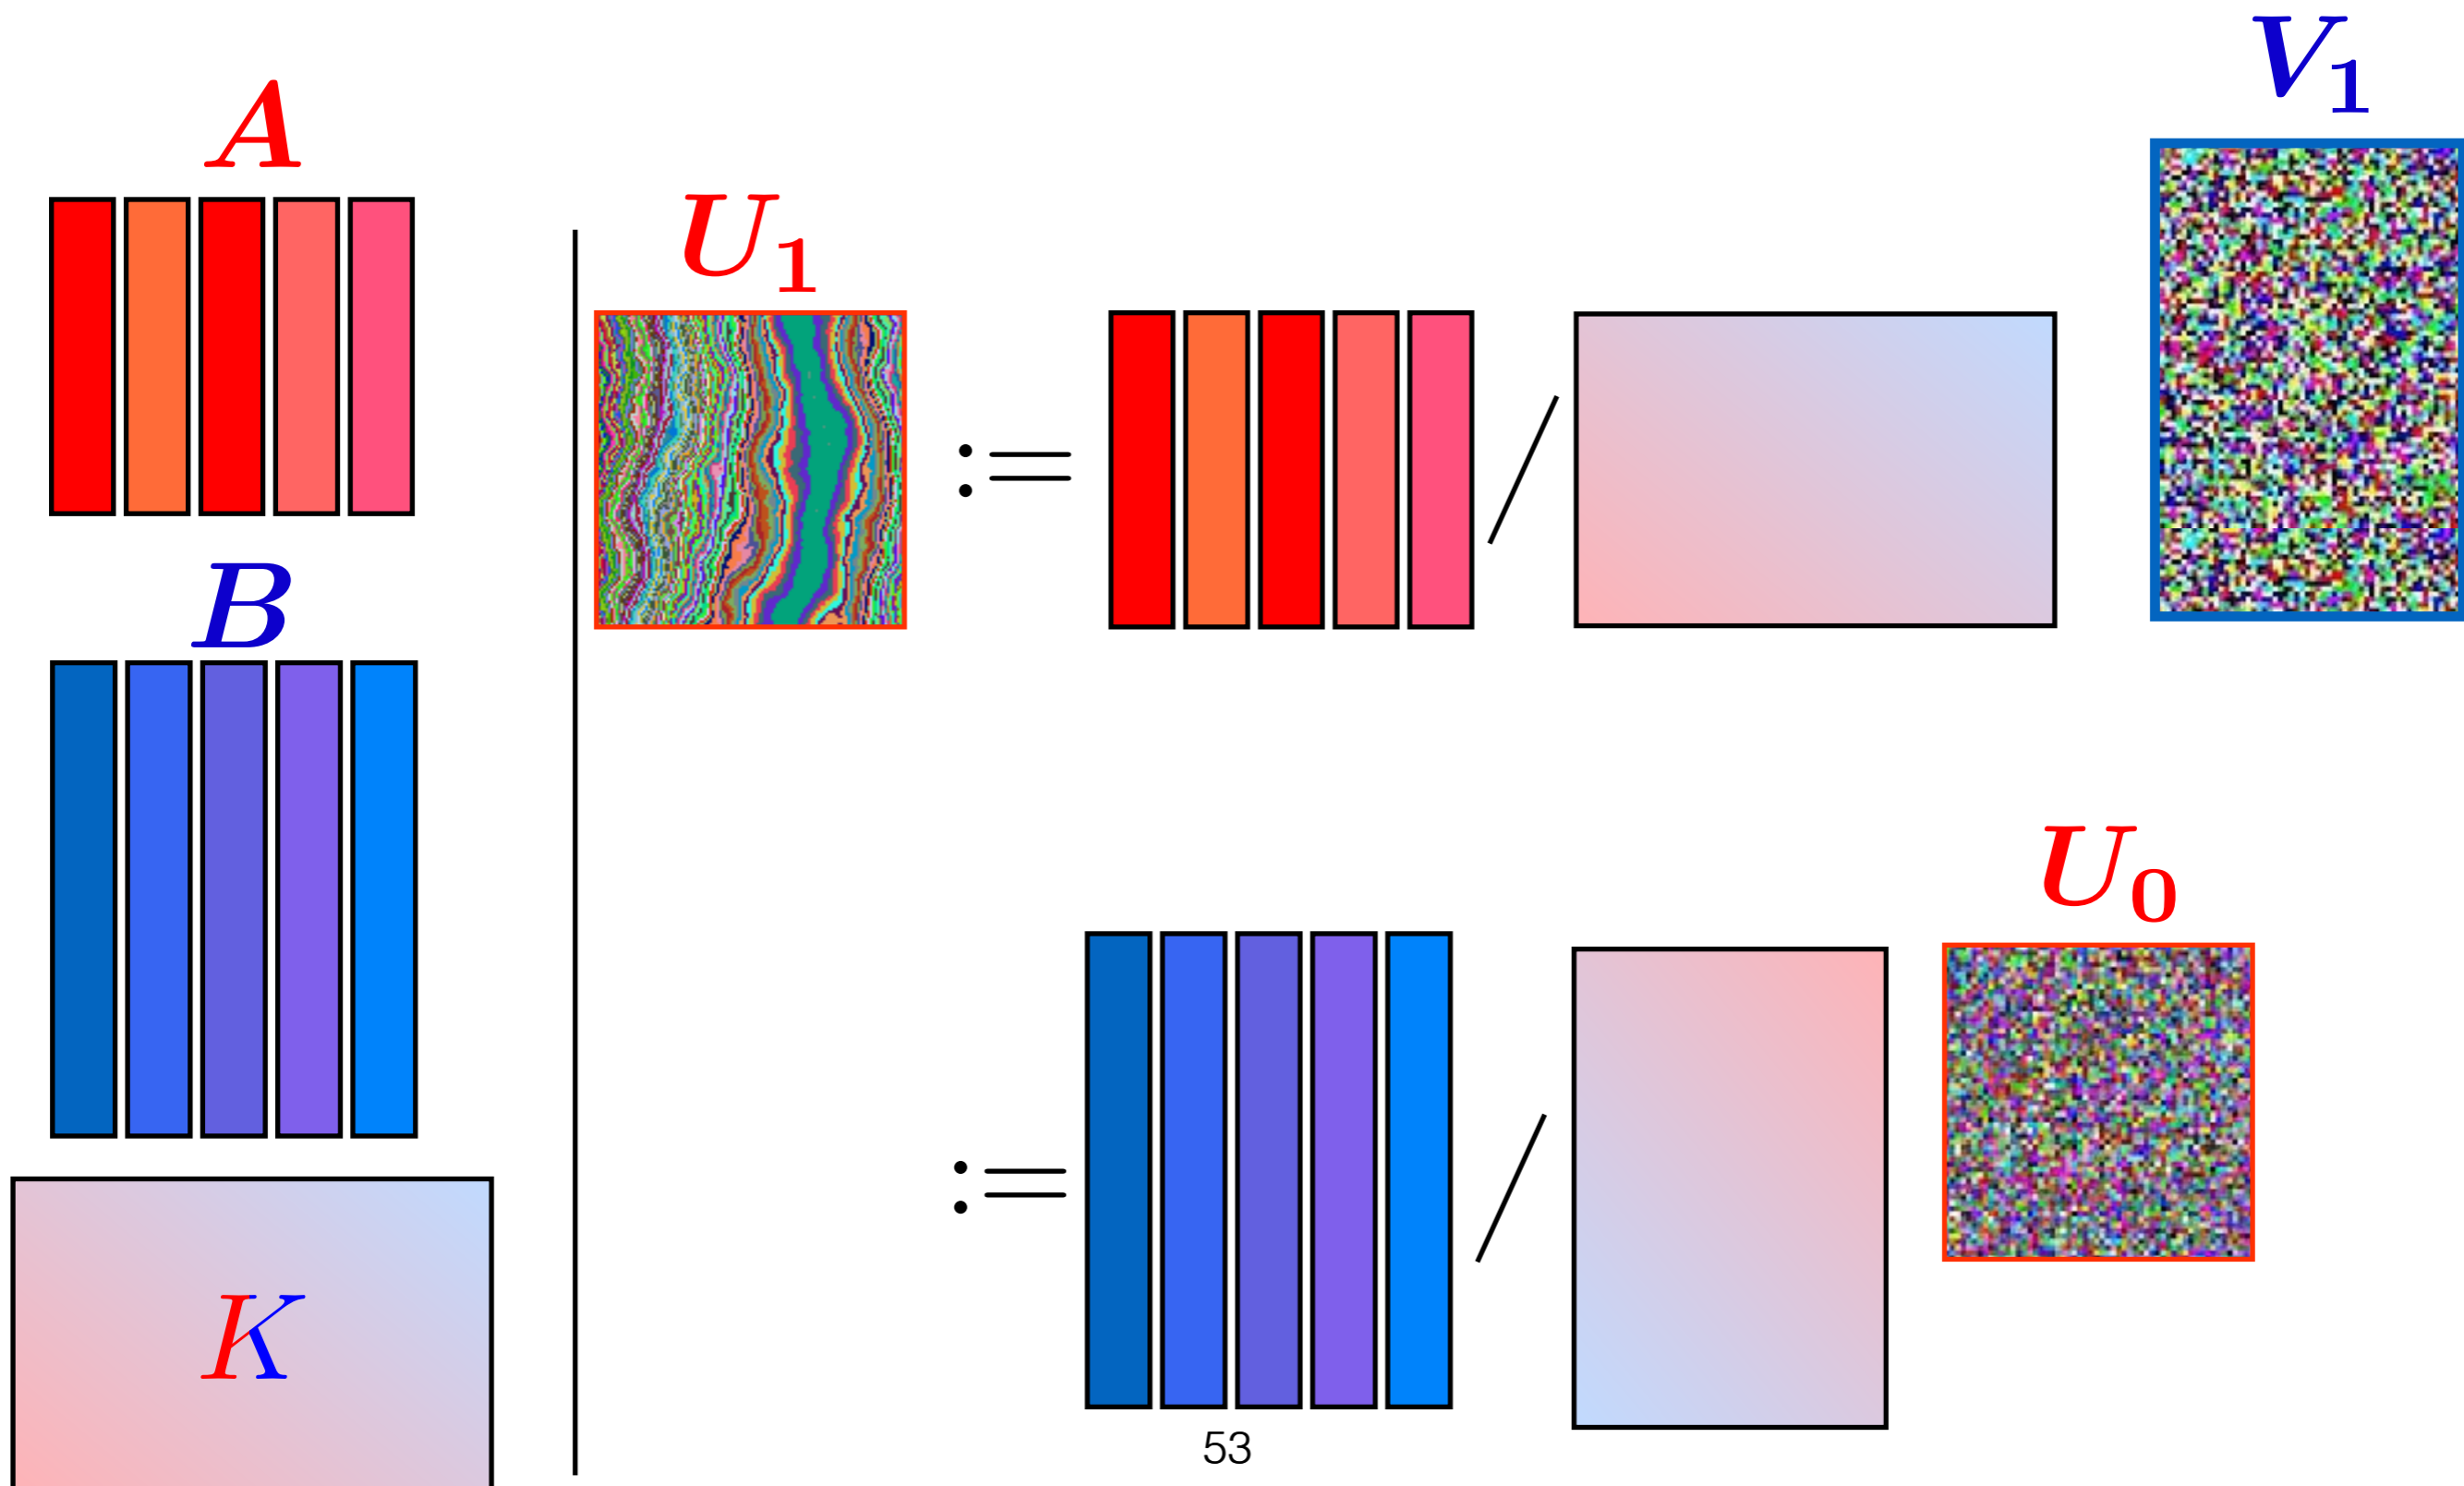 A
B
K
U₁
:= /
V₁
:= /
U₀
53